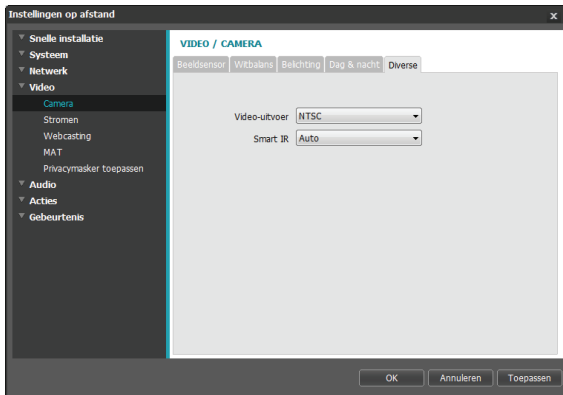 Instellingen op afstand
x
Snelle installatie
Systeem
Netwerk
Video
Camera
Stromen
Webcasting
MAT
Privacymasker toepassen
Audio
Acties
Gebeurtenis
VIDEO / CAMERA
Beeldsensor Witbalans Belichting Dag & nacht Diverse
Video-uitvoer NTSC
Smart IR Auto
OK Annuleren Toepassen